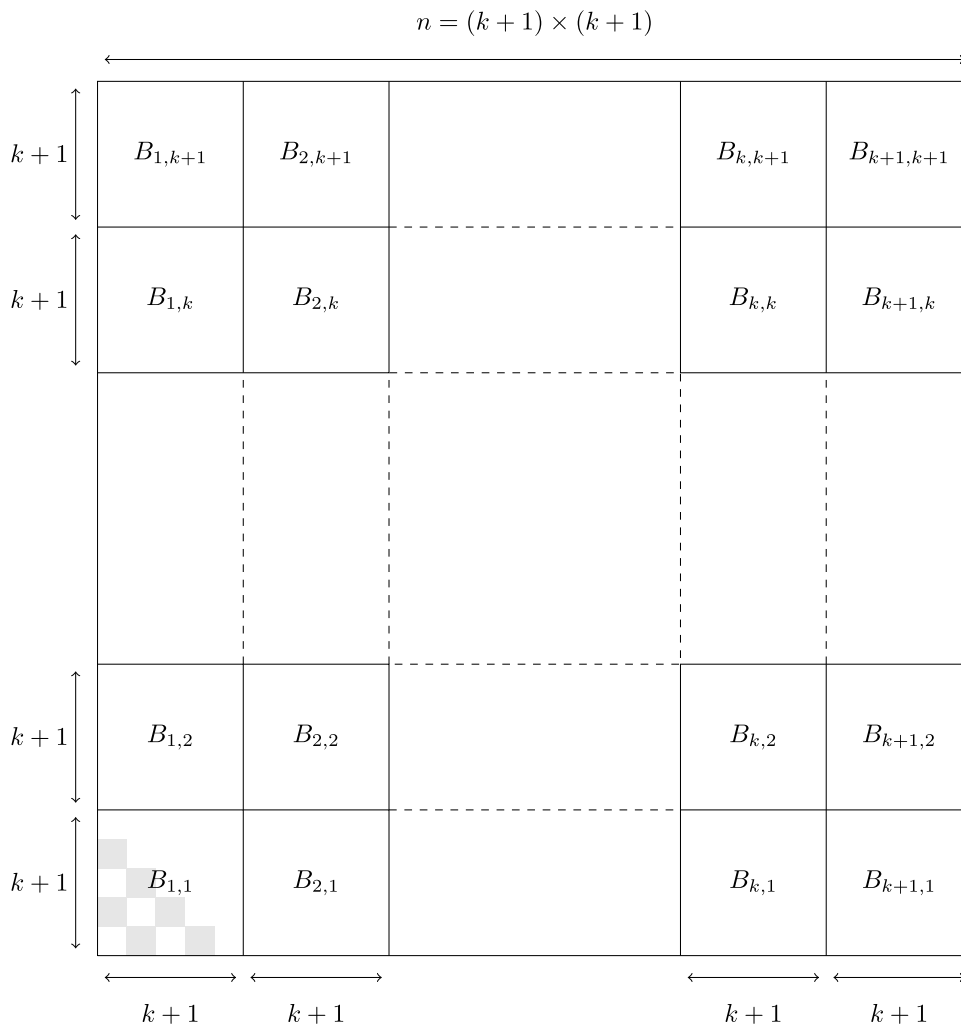 n = (k + 1) × (k + 1)
k + 1 B_{1,k+1} B_{2,k+1} B_{k,k+1} B_{k+1,k+1}
k + 1 B_{1,k} B_{2,k} B_{k,k} B_{k+1,k}
k + 1 B_{1,2} B_{2,2} B_{k,2} B_{k+1,2}
k + 1 B_{1,1} B_{2,1} B_{k,1} B_{k+1,1}
k + 1 k + 1 k + 1 k + 1